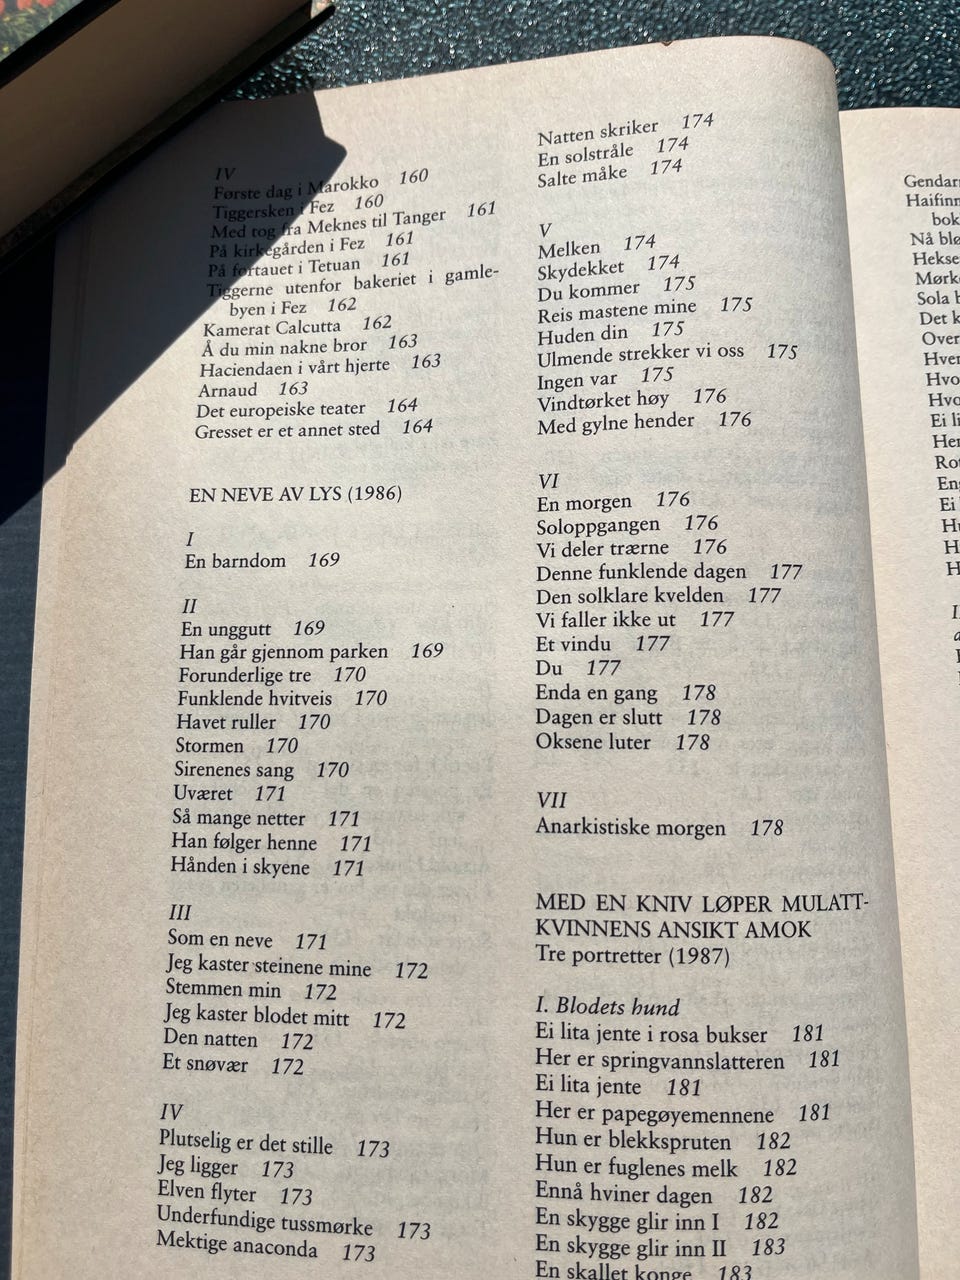 IV
Første dag i Marokko 160
Tiggersken i Fez 160
Med tog fra Meknes til Tanger 161
På kirkegården i Fez 161
På fortauet i Tetuan 161
Tiggerne utenfor bakeriet i gamle-
byen i Fez 162
Kamerat Calcutta 162
Å du min nakne bror 163
Haciendaen i vårt hjerte 163
Arnaud 163
Det europeiske teater 164
Gresset er et annet sted 164
EN NEVE AV LYS (1986)
I
En barndom 169
II
En unggutt 169
Han går gjennom parken 169
Forunderlige tre 170
Funklende hvitveis 170
Havet ruller 170
Stormen 170
Sirenenes sang 170
Uværet 171
Så mange netter 171
Han følger henne 171
Hånden i skyene 171
III
Som en neve 171
Jeg kaster steinene mine 172
Stemmen min 172
Jeg kaster blodet mitt 172
Den natten 172
Et snøvær 172
IV
Plutselig er det stille 173
Jeg ligger 173
Elven flyter 173
Underfundige tussmørke 173
Mektige anaconda 173
Natten skriker 174
En solstråle 174
Salte måke 174
V
Melken 174
Skydekket 174
Du kommer 175
Reis mastene mine 175
Huden din 175
Ulmende strekker vi oss 175
Ingen var 175
Vindtørket høy 176
Med gylne hender 176
VI
En morgen 176
Soloppgangen 176
Vi deler trærne 176
Denne funklende dagen 177
Den solklare kvelden 177
Vi faller ikke ut 177
Et vindu 177
Du 177
Enda en gang 178
Dagen er slutt 178
Oksene luter 178
VII
Anarkistiske morgen 178
MED EN KNIV LØPER MULATT-
KVINNENS ANSIKT AMOK
Tre portretter (1987)
I. Blodets hund
Ei lita jente i rosa bukser 181
Her er springvannslatteren 181
Ei lita jente 181
Her er papegøyemennene 181
Hun er blekkspruten 182
Hun er fuglenes melk 182
Ennå hviner dagen 182
En skygge glir inn I 182
En skygge glir inn II 183
En skallet konge 183
bok
Nå
Sola
Det
Hvo
Hvo
Ei
Ei